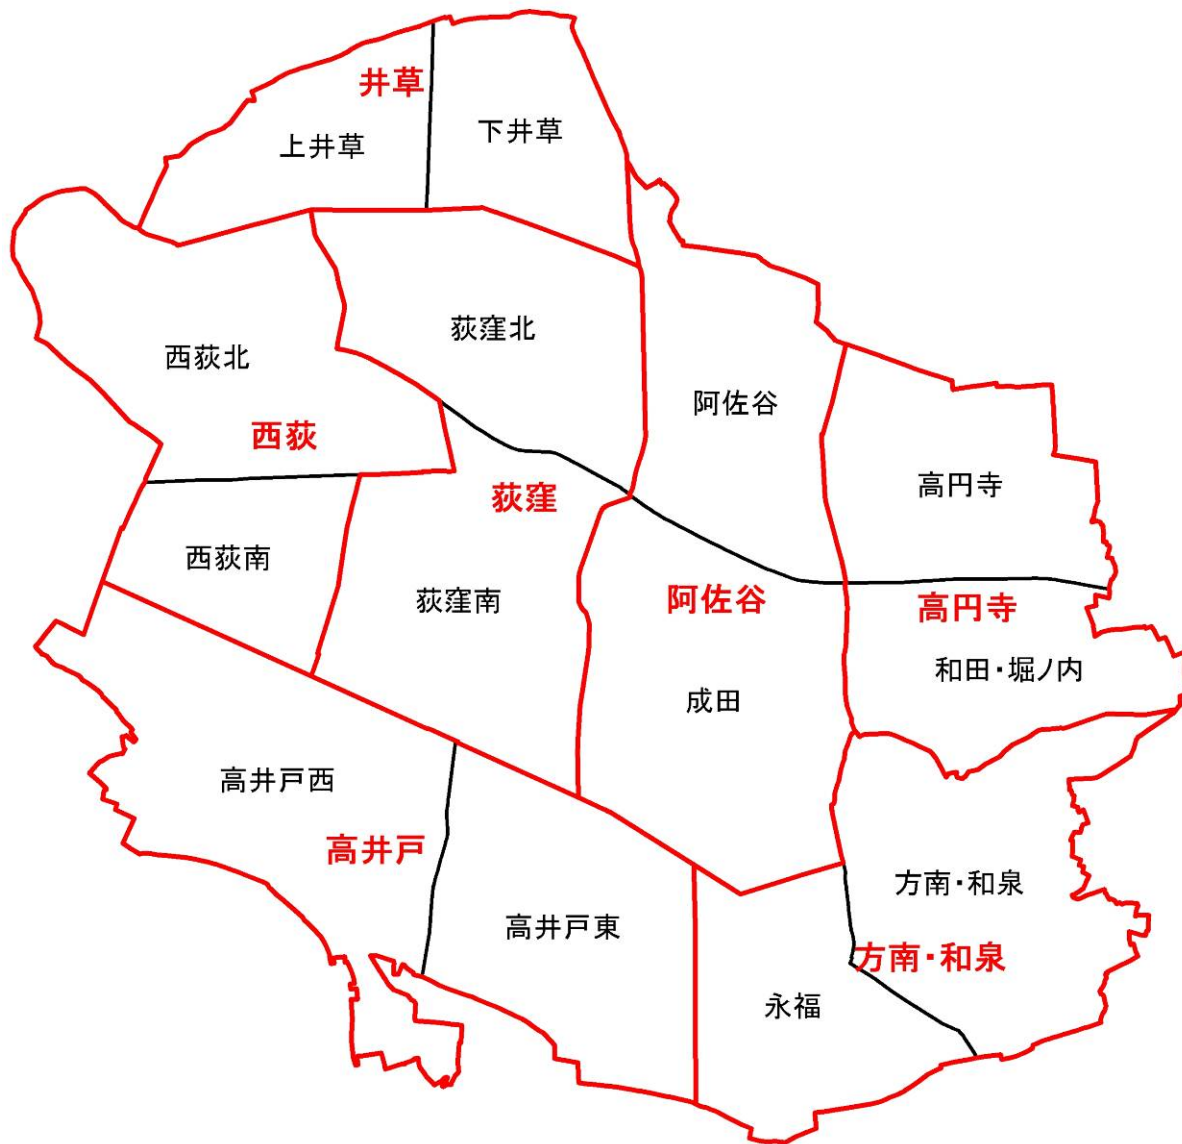 井草
上井草
下井草
荻窪北
西荻北
阿佐谷
西荻
高円寺
荻窪
西荻南
荻窪南
阿佐谷
高円寺
和田・堀ノ内
成田
高井戸西
高井戸
方南・和泉
高井戸東
方南・和泉
永福